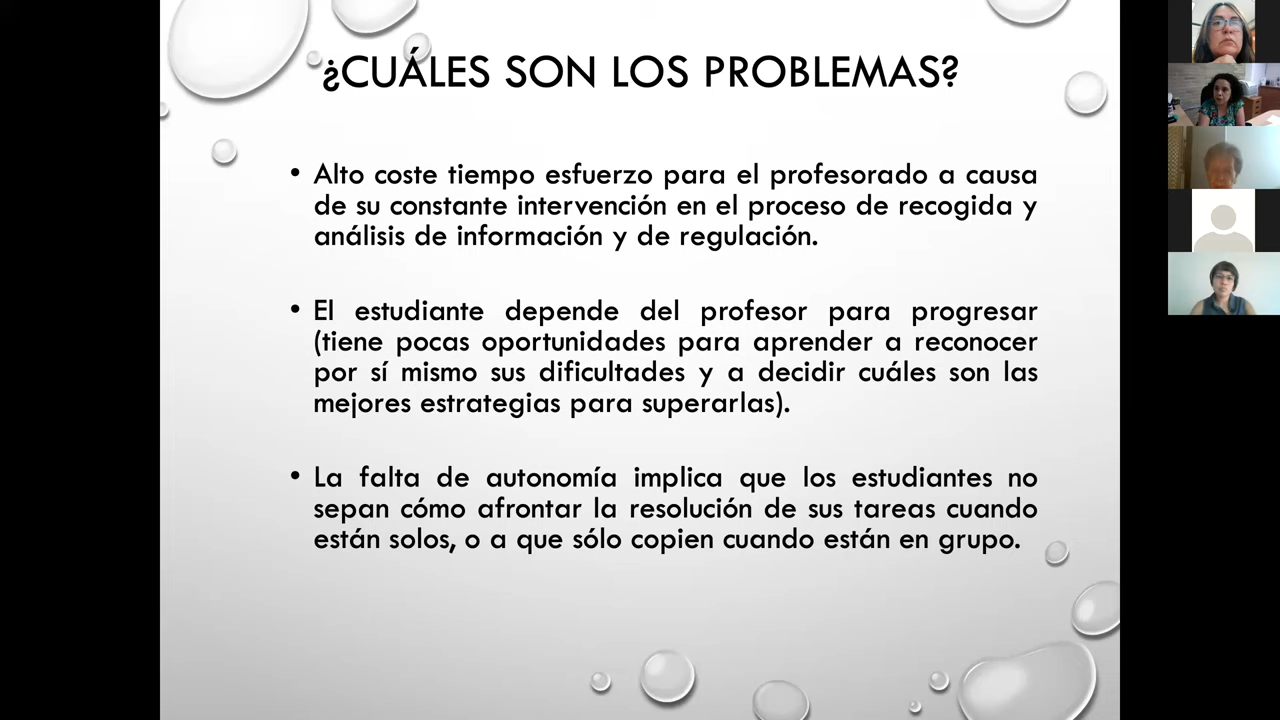 ¿CUÁLES SON LOS PROBLEMAS?
• Alto coste tiempo esfuerzo para el profesorado a causa
de su constante intervención en el proceso de recogida y
análisis de información y de regulación.
• El estudiante depende del profesor para progresar
(tiene pocas oportunidades para aprender a reconocer
por sí mismo sus dificultades y a decidir cuáles son las
mejores estrategias para superarlas).
• La falta de autonomía implica que los estudiantes no
sepan cómo afrontar la resolución de sus tareas cuando
están solos, o a que sólo copien cuando están en grupo.